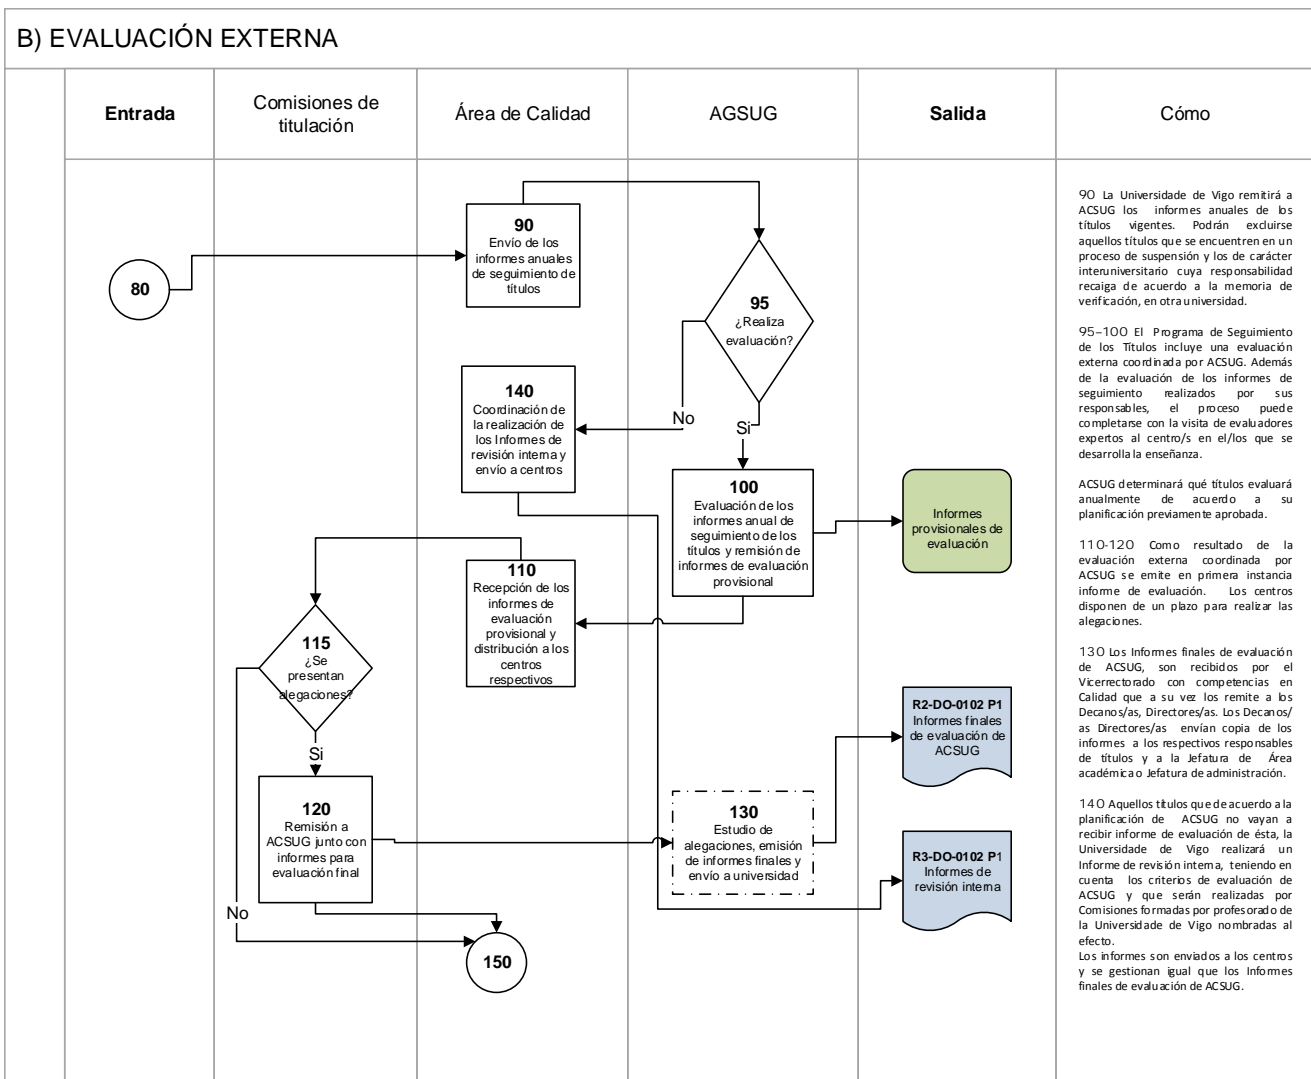 B) EVALUACIÓN EXTERNA
Entrada
Comisiones de
titulación
Área de Calidad
AGSUG
Salida
Cómo
80
90
Envío de los
informes anuales
de seguimiento de
títulos
95
¿Realiza
evaluación?
No
Si
140
Coordinación de
la realización de
los Informes de
revisión interna y
envío a centros
100
Evaluación de los
informes anual de
seguimiento de los
títulos y remisión de
informes de evaluación
provisional
Informes
provisionales de
evaluación
110
Recepción de los
informes de
evaluación
provisional y
distribución a los
centros
respectivos
115
¿Se
presentan
alegaciones?
Si
No
120
Remisión a
ACSUG junto con
informes para
evaluación final
130
Estudio de
alegaciones, emisión
de informes finales y
envío a universidad
R2-DO-0102 P1
Informes finales
de evaluación de
ACSUG
R3-DO-0102 P1
Informes de
revisión interna
150
90 La Universidade de Vigo remitirá a
ACSUG los informes anuales de los
títulos vigentes. Podrán excluirse
aquellos títulos que se encuentren en un
proceso de suspensión y los de carácter
interuniversitario cuya responsabilidad
recaiga de acuerdo a la memoria de
verificación, en otra universidad.
95–100 El Programa de Seguimiento
de los Títulos incluye una evaluación
externa coordinada por ACSUG. Además
de la evaluación de los informes de
seguimiento realizados por sus
responsables, el proceso puede
completarse con la visita de evaluadores
expertos al centro/s en el/los que se
desarrolla la enseñanza.
ACSUG determinará qué títulos evaluará
anualmente de acuerdo a su
planificación previamente aprobada.
110-120 Como resultado de la
evaluación externa coordinada por
ACSUG se emite en primera instancia
informe de evaluación. Los centros
disponen de un plazo para realizar las
alegaciones.
130 Los Informes finales de evaluación
de ACSUG, son recibidos por el
Vicerrectorado con competencias en
Calidad que a su vez los remite a los
Decanos/as, Directores/as. Los Decanos/
as Directores/as envían copia de los
informes a los respectivos responsables
de títulos y a la Jefatura de Área
académica o Jefatura de administración.
140 Aquellos títulos que de acuerdo a la
planificación de ACSUG no vayan a
recibir informe de evaluación de ésta, la
Universidade de Vigo realizará un
Informe de revisión interna, teniendo en
cuenta los criterios de evaluación de
ACSUG y que serán realizadas por
Comisiones formadas por profesorado de
la Universidade de Vigo nombradas al
efecto.
Los informes son enviados a los centros
y se gestionan igual que los Informes
finales de evaluación de ACSUG.